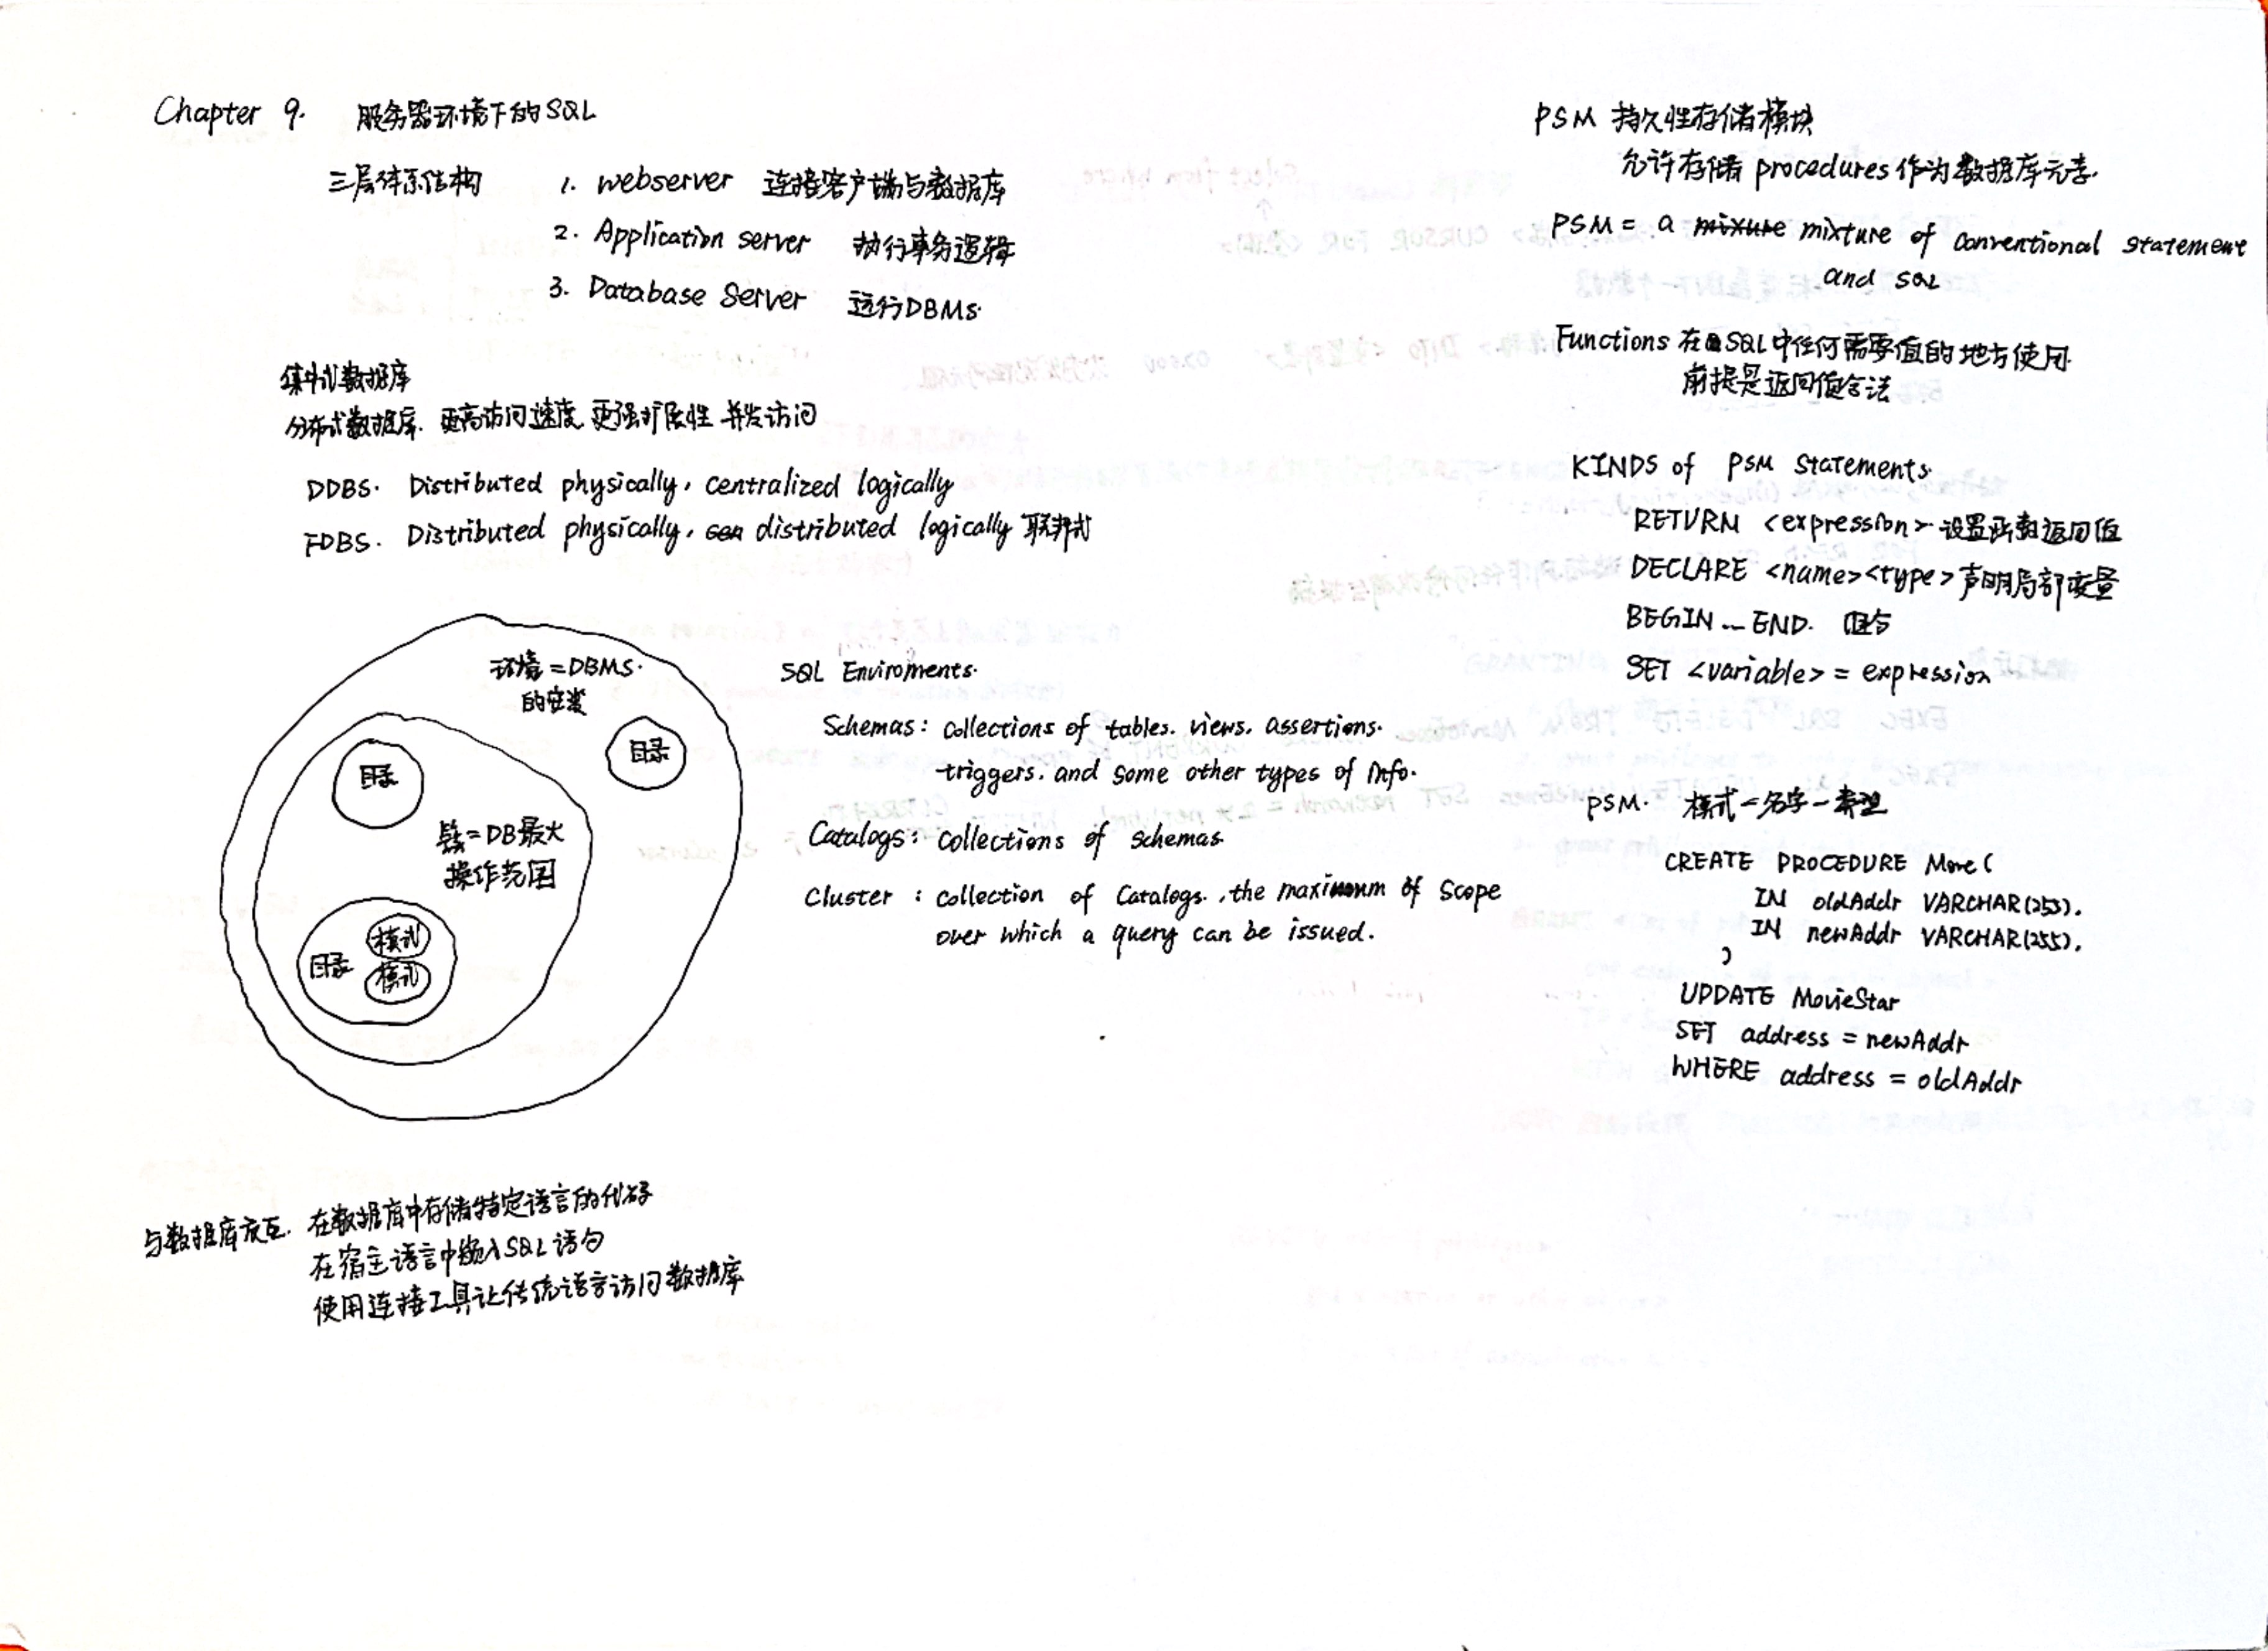 Chapter 9. 服务器环境下的SQL
三层体系结构 1. webserver 连接客户端与数据库
2. Application server 执行事务逻辑
3. Database Server 运行DBMS.
集中式数据库
分布式数据库. 更高访问速度 更强扩展性 并发访问
DDBS. Distributed physically, centralized logically
FDBS. Distributed physically, distributed logically 联邦式
环境=DBMS.
的安装
目录
目录
簇=DB最大
操作范围
目录
模式
模式
SQL Enviroments.
Schemas: collections of tables. views. assertions.
triggers. and some other types of Info.
Catalogs: collections of schemas
Cluster: collection of Catalogs. , the maximum of scope
over which a query can be issued.
与数据库交互. 在数据库中存储特定语言的代码
在宿主语言中嵌入SQL语句
使用连接工具让传统语言访问数据库
PSM 持久性存储模块
允许存储 procedures 作为数据库元素.
PSM = a mixture mixture of conventional statement
and SQL
Functions 在SQL中任何需要值的地方使用
前提是返回值合法
KINDS of PSM Statements.
RETURN <expression> 设置函数返回值
DECLARE <name><type> 声明局部变量
BEGIN ... END.
SET <variable> = expression
PSM. 模式-名字-类型
CREATE PROCEDURE Move(
IN oldAddr VARCHAR(255).
IN newAddr VARCHAR(255).
)
UPDATE MovieStar
SET address = newAddr
WHERE address = oldAddr